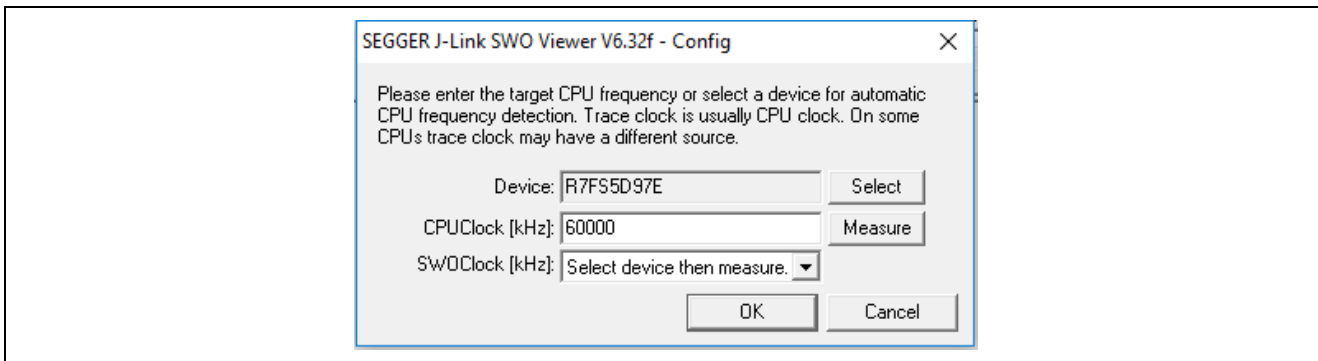 SEGGER J-Link SWO Viewer V6.32f - Config
Please enter the target CPU frequency or select a device for automatic
CPU frequency detection. Trace clock is usually CPU clock. On some
CPUs trace clock may have a different source.
Device: R7FS5D97E Select
CPUClock [kHz]: 60000 Measure
SWOClock [kHz]: Select device then measure.
OK Cancel